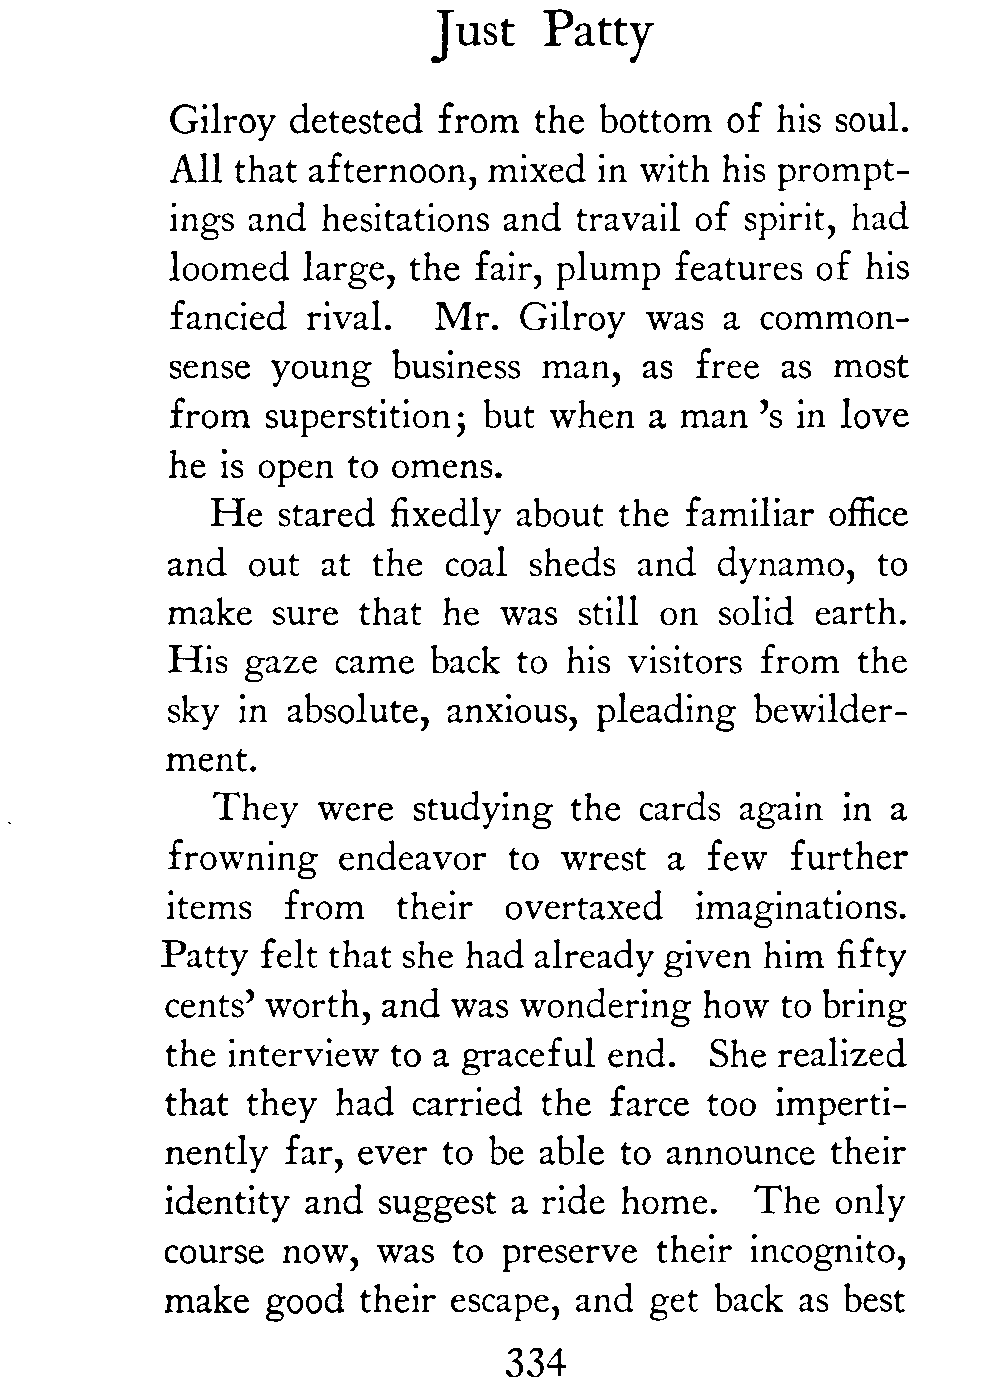 Just Patty
Gilroy detested from the bottom of his soul.
All that afternoon, mixed in with his prompt-
ings and hesitations and travail of spirit, had
loomed large, the fair, plump features of his
fancied rival. Mr. Gilroy was a common-
sense young business man, as free as most
from superstition; but when a man 's in love
he is open to omens.
He stared fixedly about the familiar office
and out at the coal sheds and dynamo, to
make sure that he was still on solid earth.
His gaze came back to his visitors from the
sky in absolute, anxious, pleading bewilder-
ment.
They were studying the cards again in a
frowning endeavor to wrest a few further
items from their overtaxed imaginations.
Patty felt that she had already given him fifty
cents' worth, and was wondering how to bring
the interview to a graceful end. She realized
that they had carried the farce too imperti-
nently far, ever to be able to announce their
identity and suggest a ride home. The only
course now, was to preserve their incognito,
make good their escape, and get back as best
334